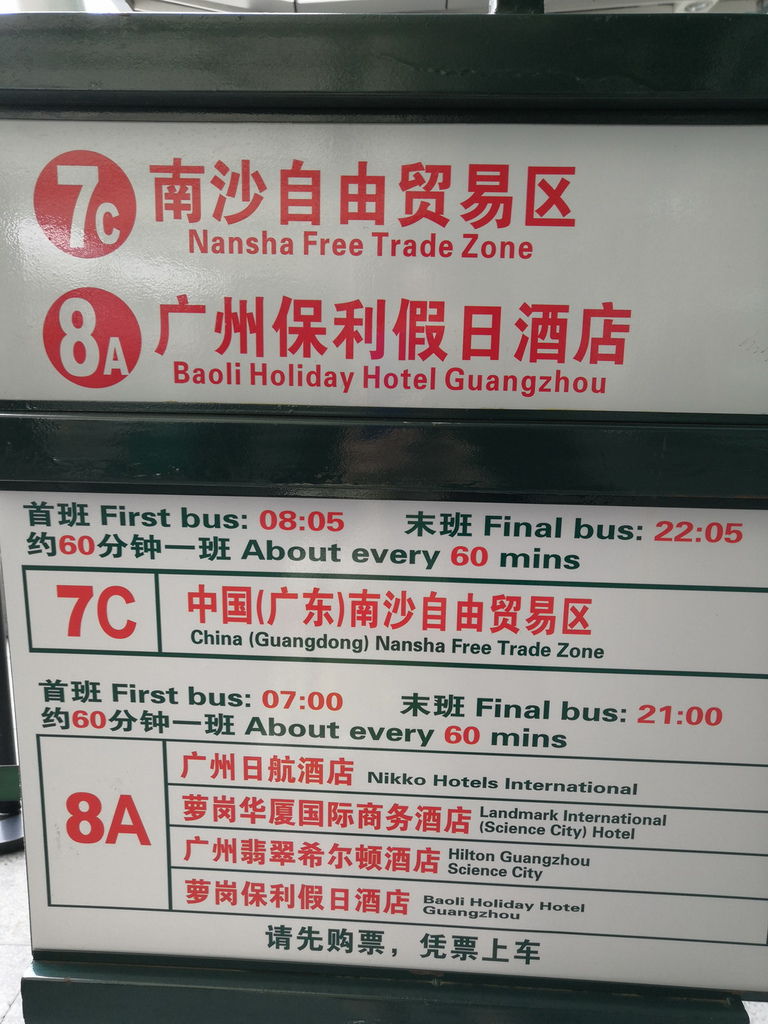 7C 南沙自由贸易区
Nansha Free Trade Zone
8A 广州保利假日酒店
Baoli Holiday Hotel Guangzhou
首班 First bus: 08:05 末班 Final bus: 22:05
约60分钟一班 About every 60 mins
7C 中国(广东)南沙自由贸易区
China (Guangdong) Nansha Free Trade Zone
首班 First bus: 07:00 末班 Final bus: 21:00
约60分钟一班 About every 60 mins
8A
广州日航酒店 Nikko Hotels International
萝岗华厦国际商务酒店 Landmark International
(Science City) Hotel
广州翡翠希尔顿酒店 Hilton Guangzhou
Science City
萝岗保利假日酒店 Baoli Holiday Hotel
Guangzhou
请先购票，凭票上车